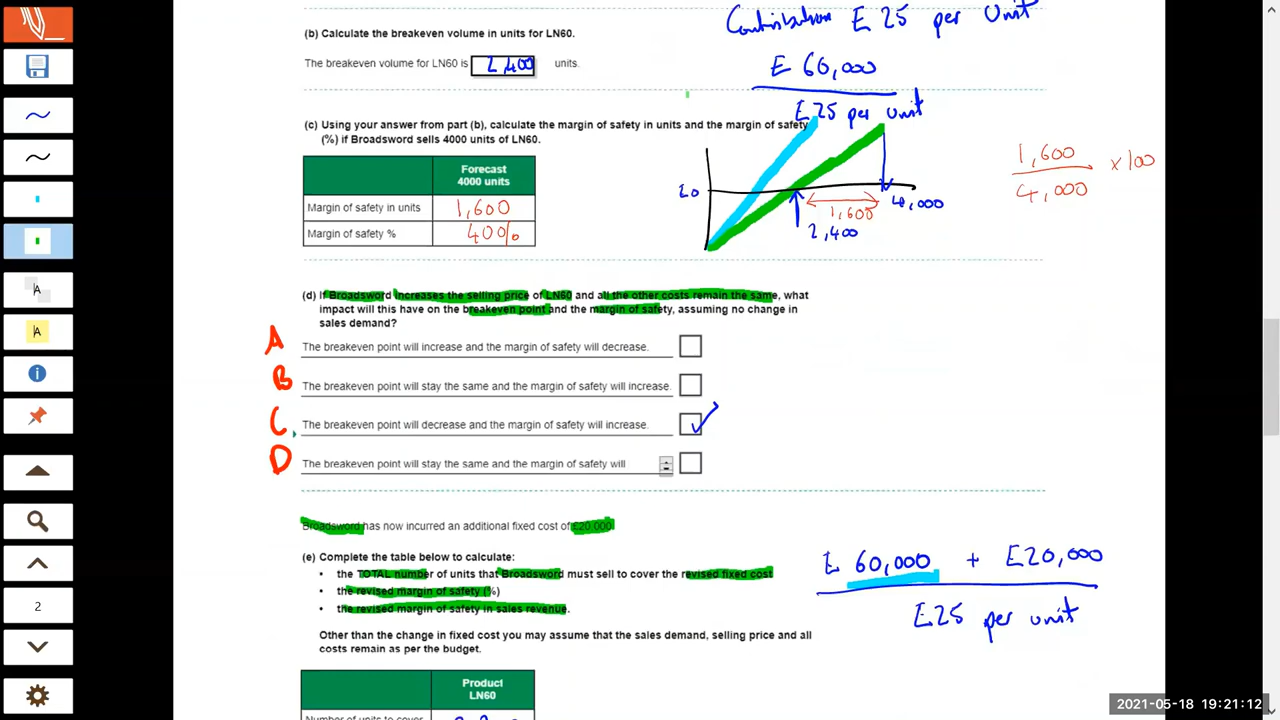 Contribution £25 per Unit
(b) Calculate the breakeven volume in units for LN60.
The breakeven volume for LN60 is 2,400 units.
£60,000
£25 per unit
(c) Using your answer from part (b), calculate the margin of safety in units and the margin of safety
(%) if Broadsword sells 4000 units of LN60.
Forecast
4000 units
Margin of safety in units 1,600
Margin of safety % 40%
£0
1,600
4,000
2,400
1,600 x100
4,000
(d) If Broadsword increases the selling price of LN60 and all the other costs remain the same, what
impact will this have on the breakeven point and the margin of safety, assuming no change in
sales demand?
A The breakeven point will increase and the margin of safety will decrease.
B The breakeven point will stay the same and the margin of safety will increase.
C. The breakeven point will decrease and the margin of safety will increase.
D The breakeven point will stay the same and the margin of safety will
Broadsword has now incurred an additional fixed cost of £20,000
(e) Complete the table below to calculate:
• the TOTAL number of units that Broadsword must sell to cover the revised fixed cost
• the revised margin of safety (%)
• the revised margin of safety in sales revenue.
£60,000 + £20,000
£25 per unit
Other than the change in fixed cost you may assume that the sales demand, selling price and all
costs remain as per the budget.
Product
LN60
Number of units to cover
A
A
i
2
2021-05-18 19:21:12